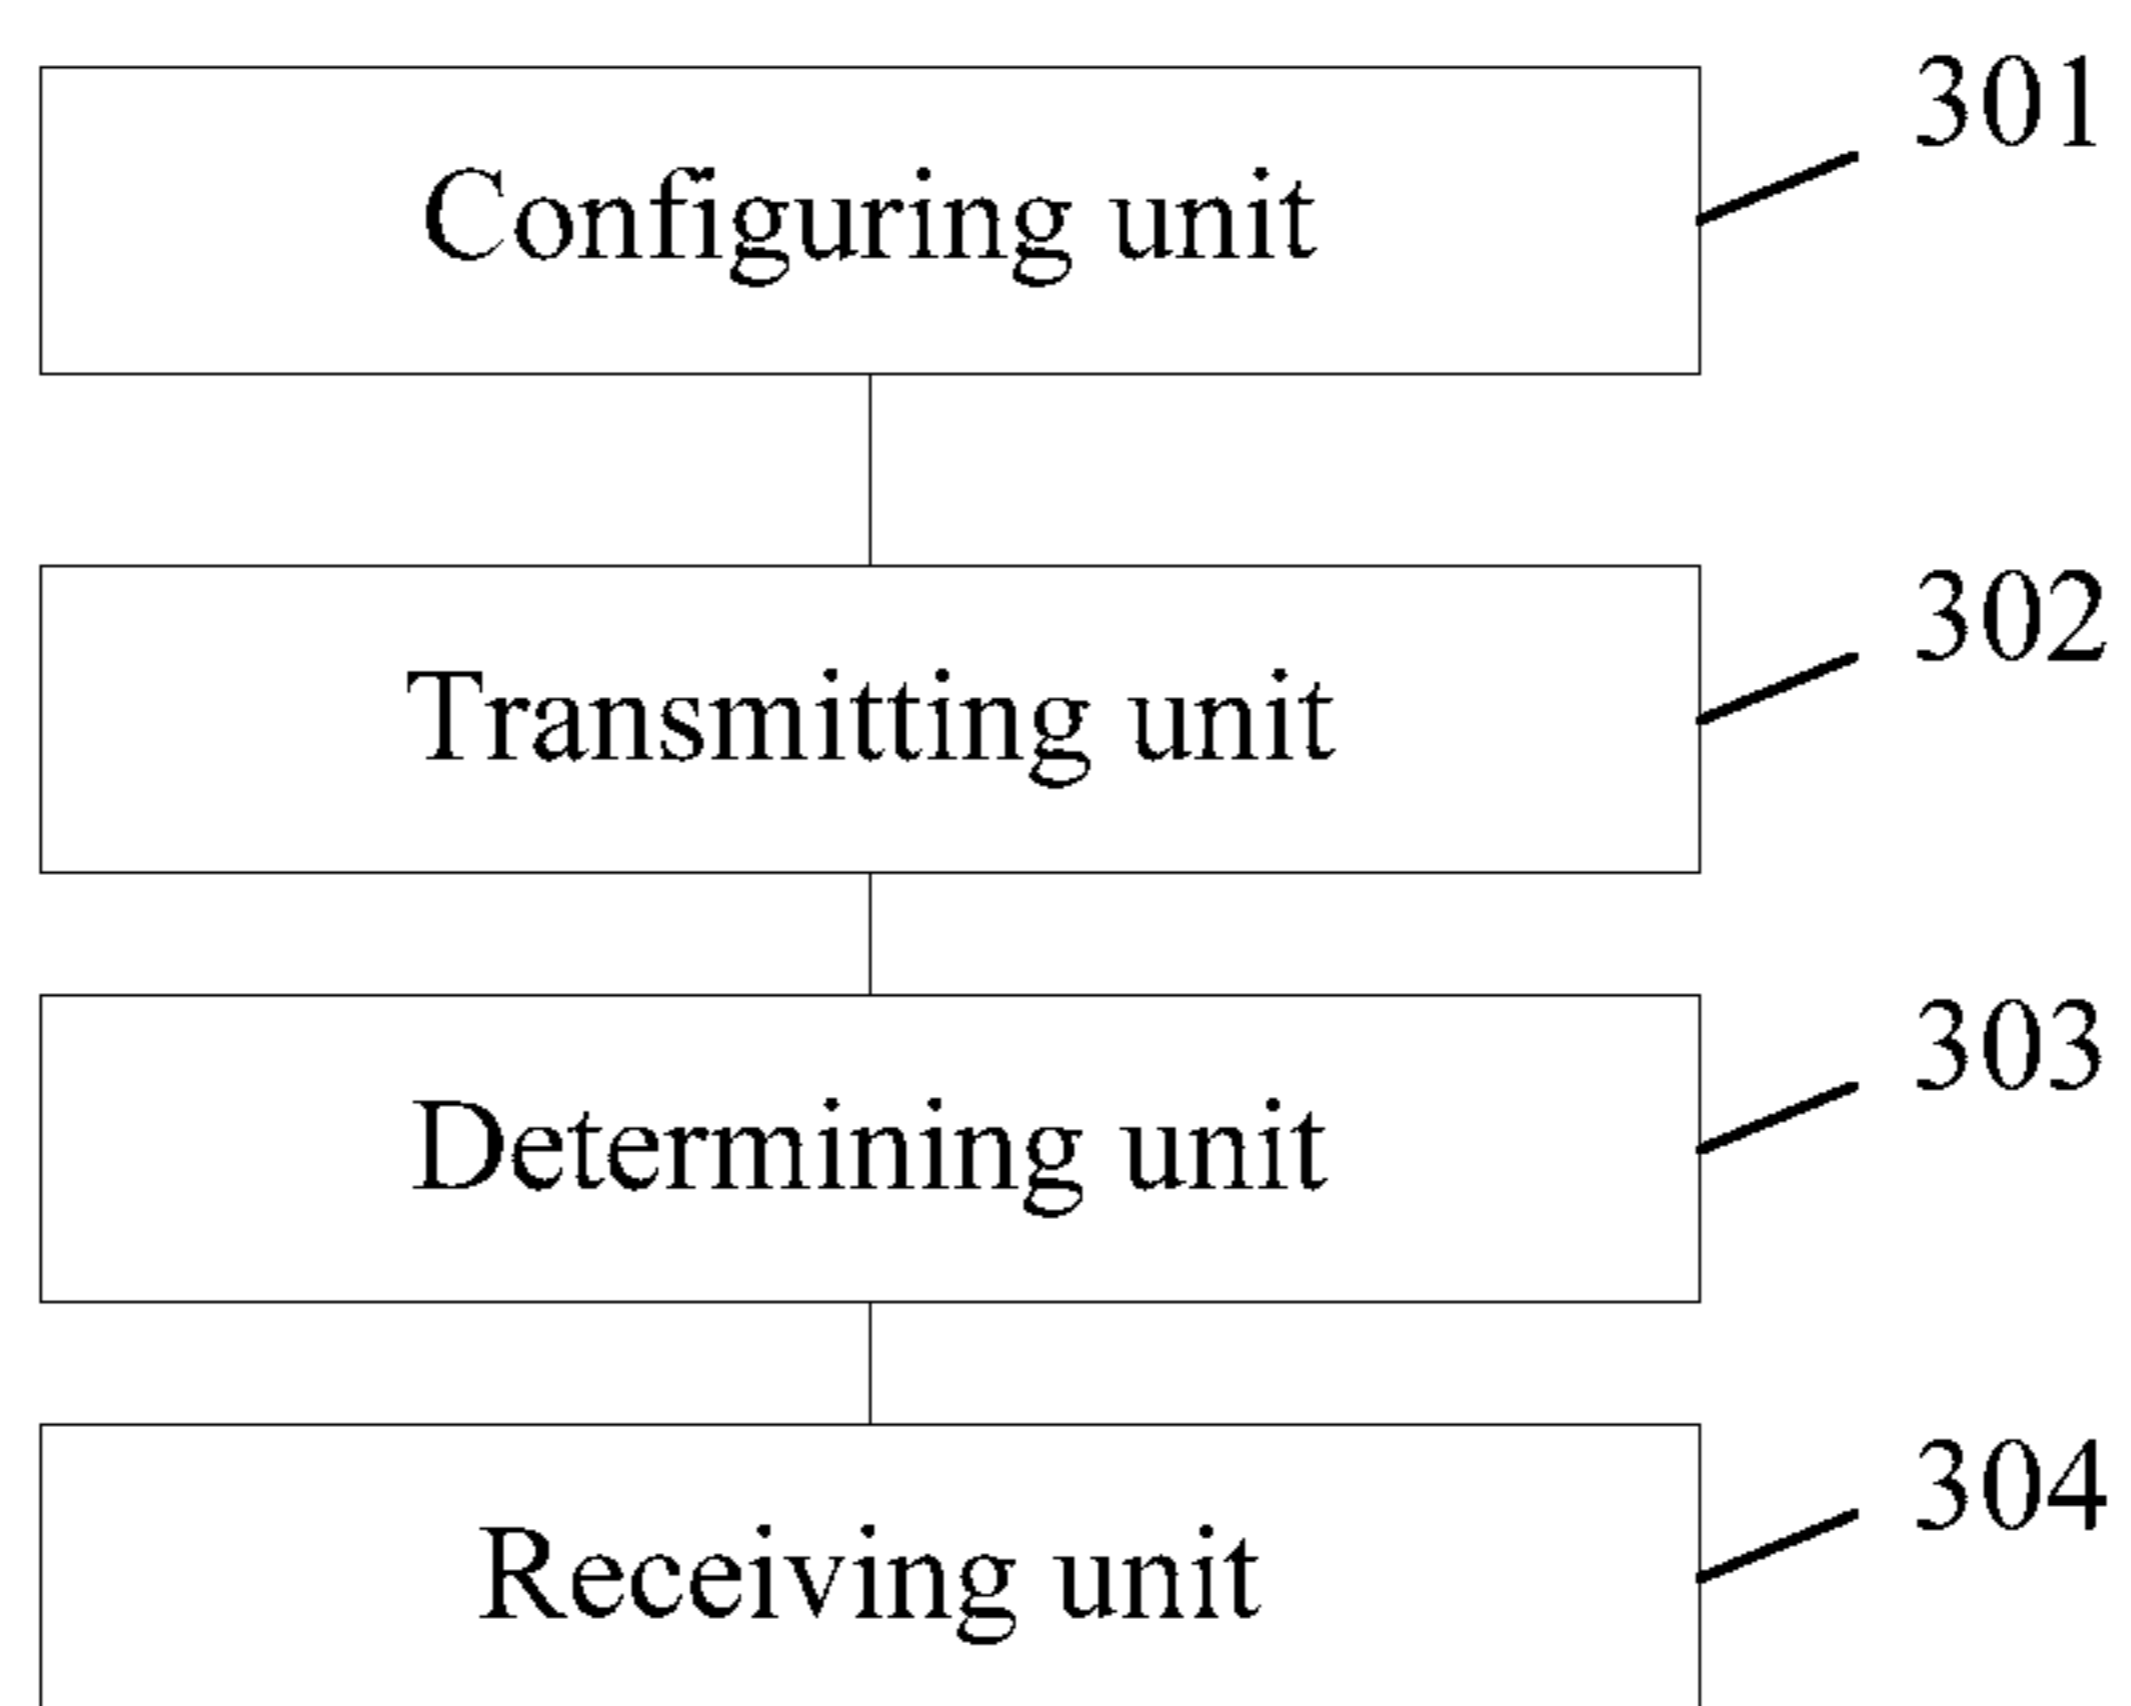 301
Configuring unit
302
Transmitting unit
303
Determining unit
304
Receiving unit